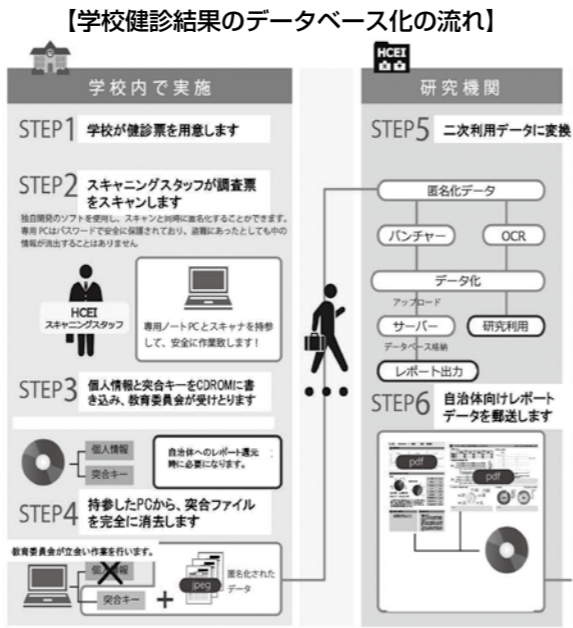 【学校健診結果のデータベース化の流れ】
学校内で実施
STEP1 学校が健診票を用意します
STEP2 スキャニングスタッフが調査票
をスキャンします
独自開発のソフトを使用し、スキャンと同時に匿名化することができます。
専用PCはパスワードで安全に保護されており、盗難にあったとしても中の
情報が流出することはありません
HCEI
スキャニングスタッフ
専用ノートPCとスキャナを持参
して、安全に作業致します！
STEP3 個人情報と突合キーをCDROMに書
き込み、教育委員会が受けとります
個人情報
突合キー
自治体へのレポート還元
時に必要になります。
STEP4 持参したPCから、突合ファイル
を完全に消去します
教育委員会が立会い作業を行います。
個人情報
突合キー
jpeg
匿名化された
データ
HCEI
研究機関
STEP5 二次利用データに変換
匿名化データ
パンチャー
OCR
データ化
アップロード
サーバー
研究利用
データベース格納
レポート出力
STEP6 自治体向けレポート
データを郵送します
pdf
pdf